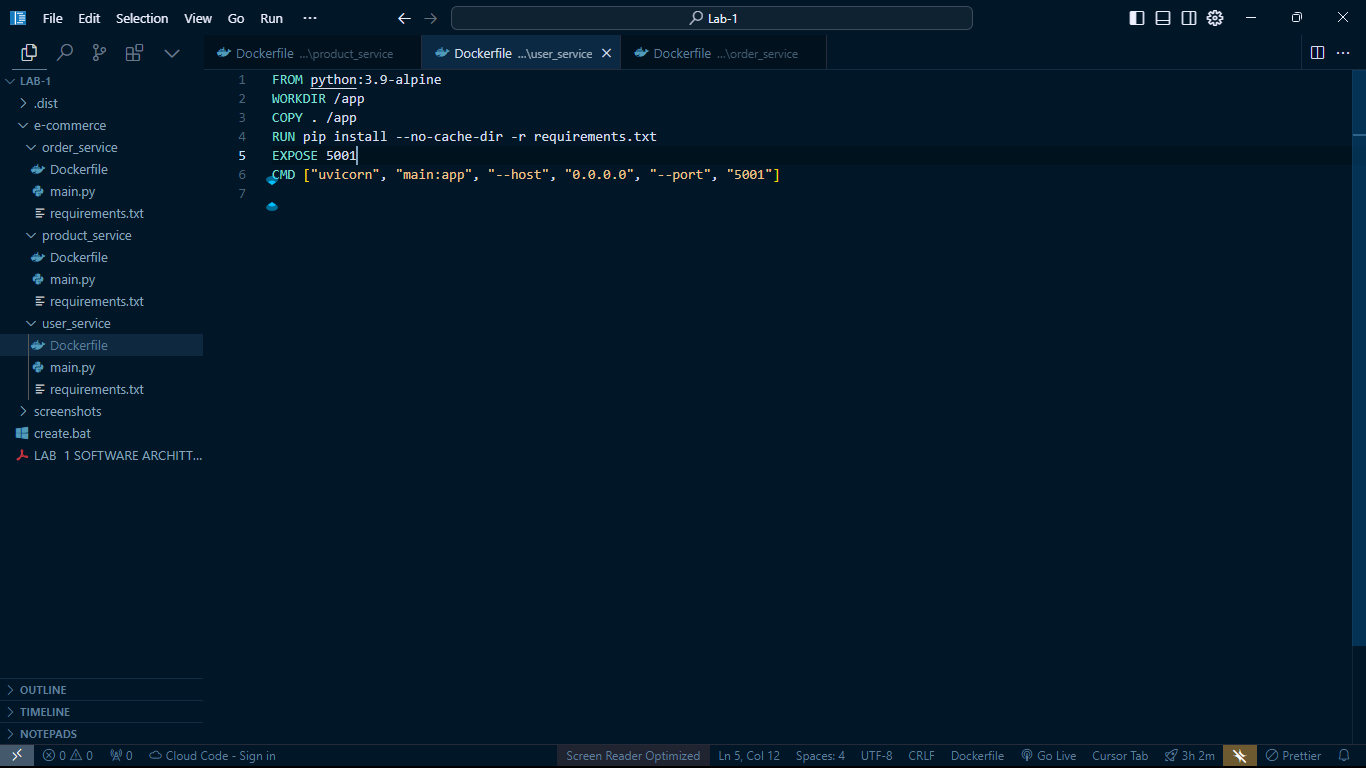 File Edit Selection View Go Run ···
Lab-1
Dockerfile ...\product_service
Dockerfile ...\user_service
Dockerfile ...\order_service
LAB-1
.dist
e-commerce
order_service
Dockerfile
main.py
requirements.txt
product_service
Dockerfile
main.py
requirements.txt
user_service
Dockerfile
main.py
requirements.txt
screenshots
create.bat
LAB 1 SOFTWARE ARCHITT...
OUTLINE
TIMELINE
NOTEPADS
1 FROM python:3.9-alpine
2 WORKDIR /app
3 COPY . /app
4 RUN pip install --no-cache-dir -r requirements.txt
5 EXPOSE 5001
6 CMD ["uvicorn", "main:app", "--host", "0.0.0.0", "--port", "5001"]
7
0 0 0 Cloud Code - Sign in Screen Reader Optimized Ln 5, Col 12 Spaces: 4 UTF-8 CRLF Dockerfile Go Live Cursor Tab 3h 2m Prettier